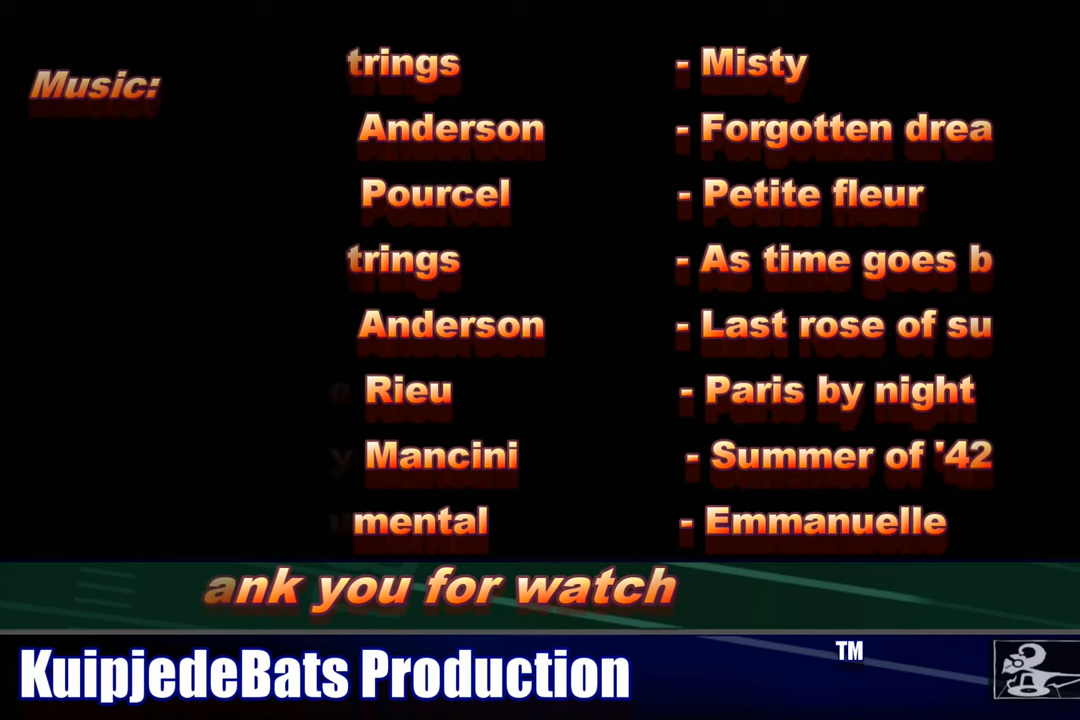 Music:
trings - Misty
Anderson - Forgotten drea
Pourcel - Petite fleur
trings - As time goes b
Anderson - Last rose of su
e Rieu - Paris by night
y Mancini - Summer of '42
mental - Emmanuelle
ank you for watch
KuipjedeBats Production TM